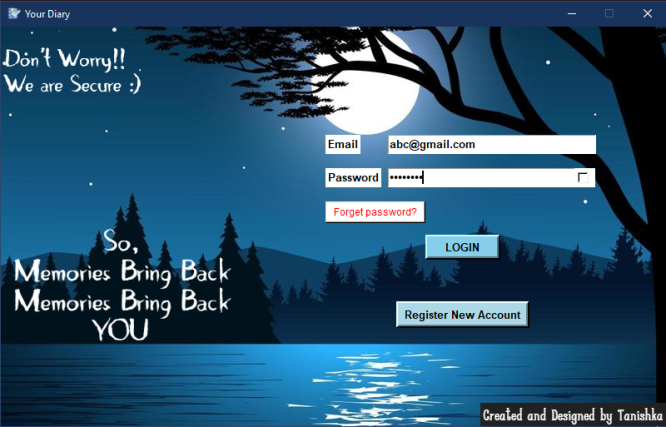 Your Diary
Don't Worry!!
We are Secure :)
Email
abc@gmail.com
Password
••••••••
Forget password?
LOGIN
So,
Memories Bring Back
Memories Bring Back
YOU
Register New Account
Created and Designed by Tanishka